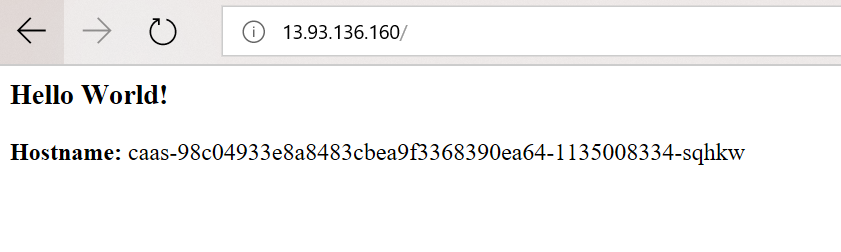 13.93.136.160/
Hello World!
Hostname: caas-98c04933e8a8483cbea9f3368390ea64-1135008334-sqhkw